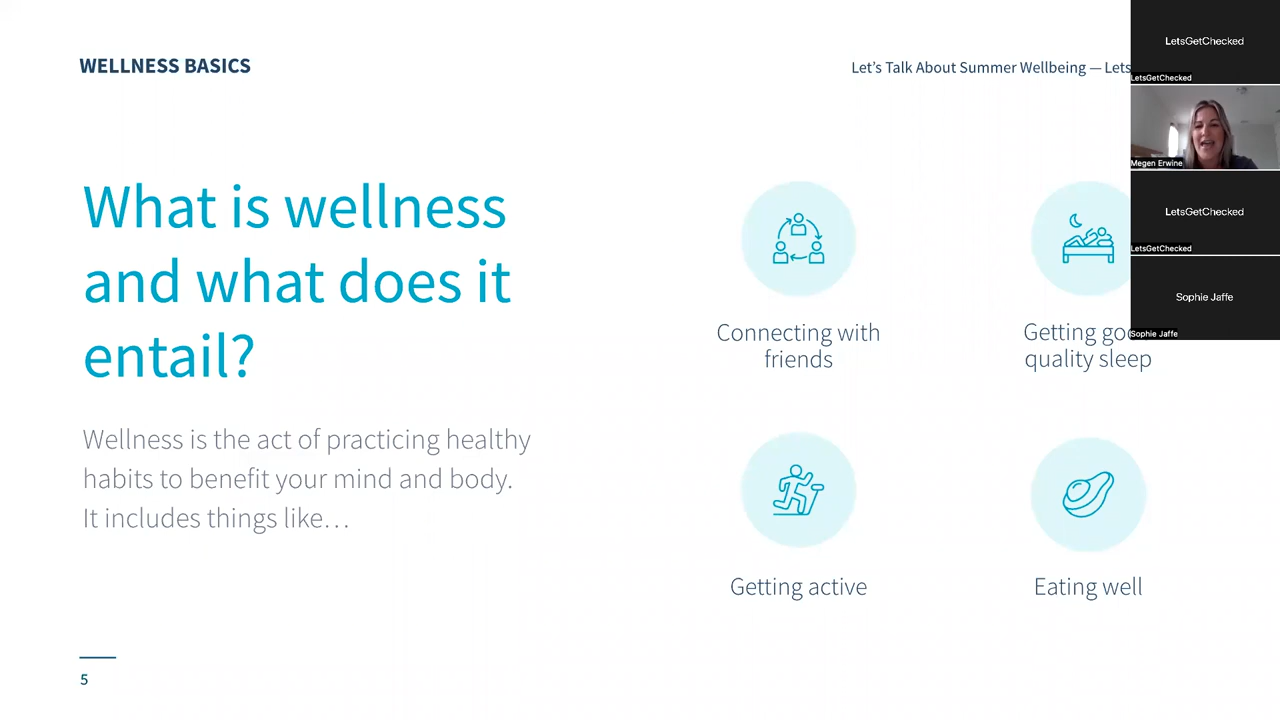 WELLNESS BASICS
Let's Talk About Summer Wellbeing — Lets
What is wellness
and what does it
entail?
Wellness is the act of practicing healthy
habits to benefit your mind and body.
It includes things like…
Connecting with
friends
Getting
quality sleep
Getting active
Eating well
5
LetsGetChecked
LetsGetChecked
Megen Erwine
LetsGetChecked
LetsGetChecked
Sophie Jaffe
Sophie Jaffe